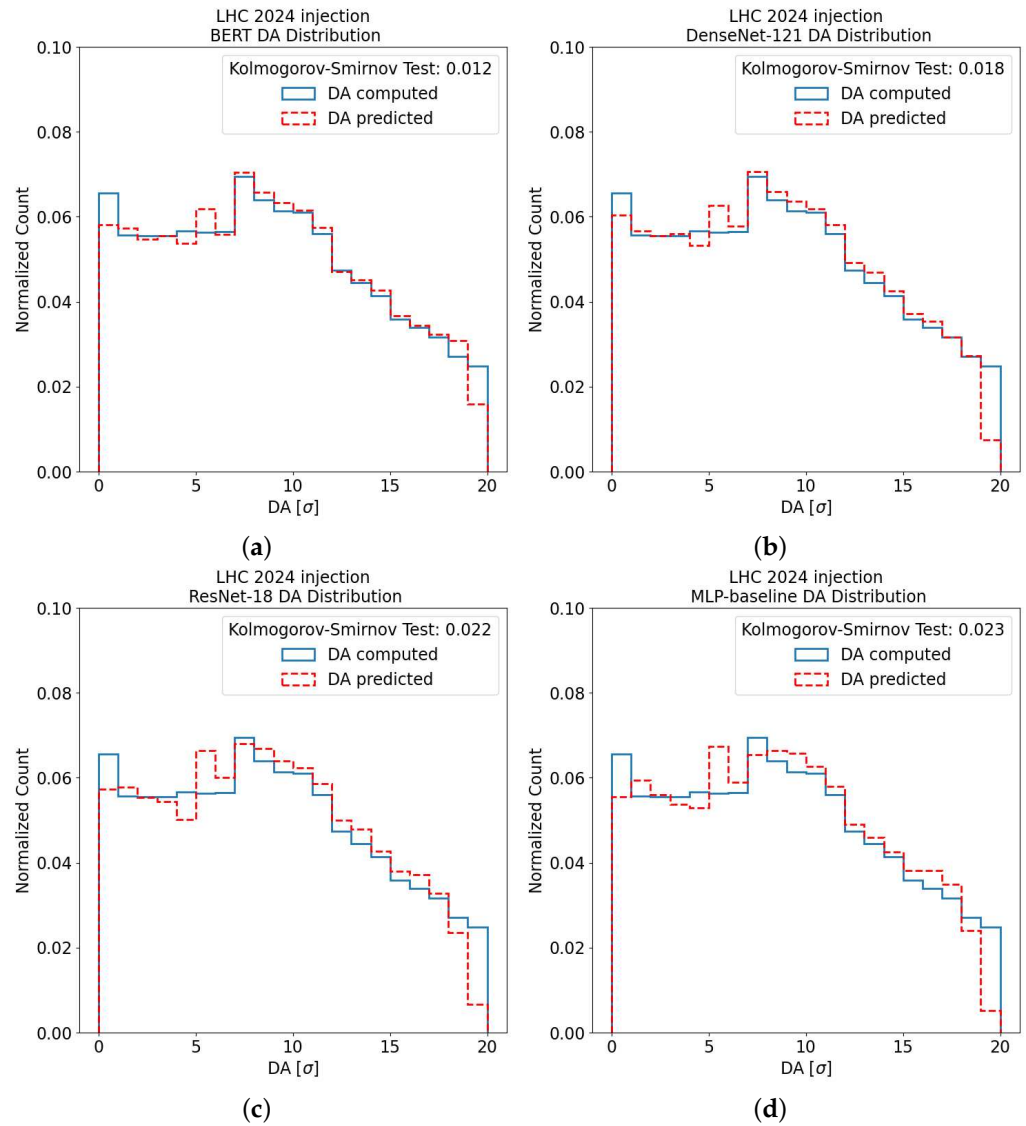 LHC 2024 injection
BERT DA Distribution
Kolmogorov-Smirnov Test: 0.012
DA computed
DA predicted
Normalized Count
0.10
0.08
0.06
0.04
0.02
0.00
0 5 10 15 20
DA [σ]
(a)
LHC 2024 injection
DenseNet-121 DA Distribution
Kolmogorov-Smirnov Test: 0.018
DA computed
DA predicted
Normalized Count
0.10
0.08
0.06
0.04
0.02
0.00
0 5 10 15 20
DA [σ]
(b)
LHC 2024 injection
ResNet-18 DA Distribution
Kolmogorov-Smirnov Test: 0.022
DA computed
DA predicted
Normalized Count
0.10
0.08
0.06
0.04
0.02
0.00
0 5 10 15 20
DA [σ]
(c)
LHC 2024 injection
MLP-baseline DA Distribution
Kolmogorov-Smirnov Test: 0.023
DA computed
DA predicted
Normalized Count
0.10
0.08
0.06
0.04
0.02
0.00
0 5 10 15 20
DA [σ]
(d)